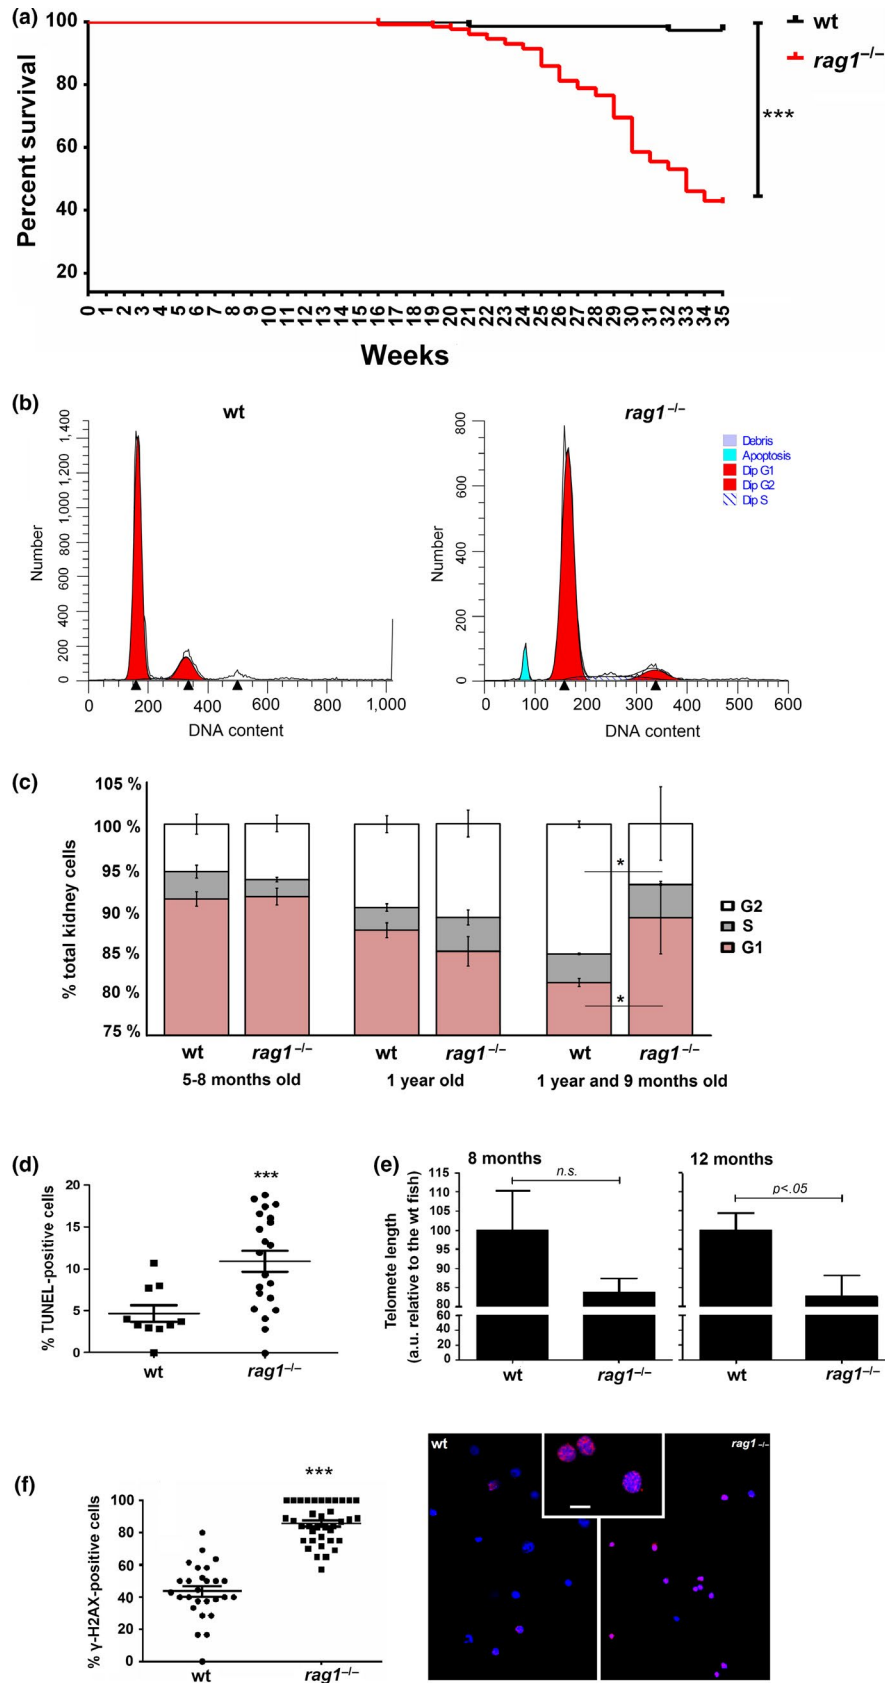 (a)
100
80
60
40
20
Percent survival
0 1 2 3 4 5 6 7 8 9 10 11 12 13 14 15 16 17 18 19 20 21 22 23 24 25 26 27 28 29 30 31 32 33 34 35
Weeks
wt
rag1–/–
***
(b)
wt
1,400
1,200
1,000
800
600
400
200
0
Number
0 200 400 600 800 1,000
DNA content
rag1–/–
800
600
400
200
0
Number
0 100 200 300 400 500 600
DNA content
Debris
Apoptosis
Dip G1
Dip G2
Dip S
(c)
105 %
100 %
95 %
90 %
85 %
80 %
75 %
% total kidney cells
*
*
G2
S
G1
wt rag1–/– wt rag1–/– wt rag1–/–
5-8 months old 1 year old 1 year and 9 months old
(d)
***
20
15
10
5
0
% TUNEL-positive cells
wt rag1–/–
(e)
8 months
n.s.
12 months
p<.05
Telomete length
(a.u. relative to the wt fish)
115
110
105
100
95
90
85
80
60
40
20
0
wt rag1–/– wt rag1–/–
(f)
***
100
80
60
40
20
0
% γ-H2AX-positive cells
wt rag1–/–
wt
rag1–/–